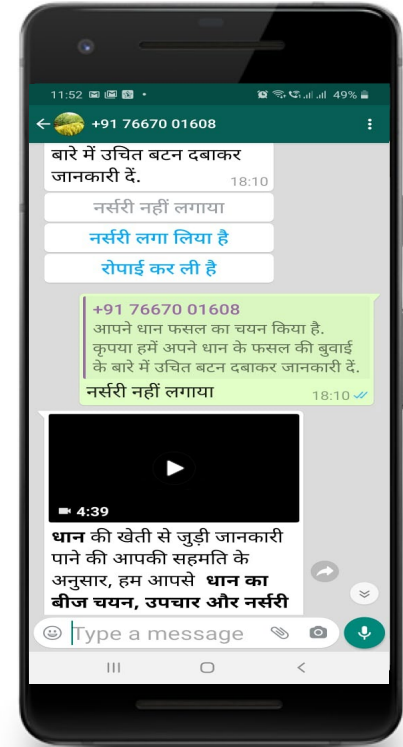 11:52
49%
+91 76670 01608
बारे में उचित बटन दबाकर
जानकारी दें.
18:10
नर्सरी नहीं लगाया
नर्सरी लगा लिया है
रोपाई कर ली है
+91 76670 01608
आपने धान फसल का चयन किया है.
कृपया हमें अपने धान के फसल की बुवाई
के बारे में उचित बटन दबाकर जानकारी दें.
नर्सरी नहीं लगाया
18:10
4:39
धान की खेती से जुड़ी जानकारी
पाने की आपकी सहमति के
अनुसार, हम आपसे धान का
बीज चयन, उपचार और नर्सरी
Type a message